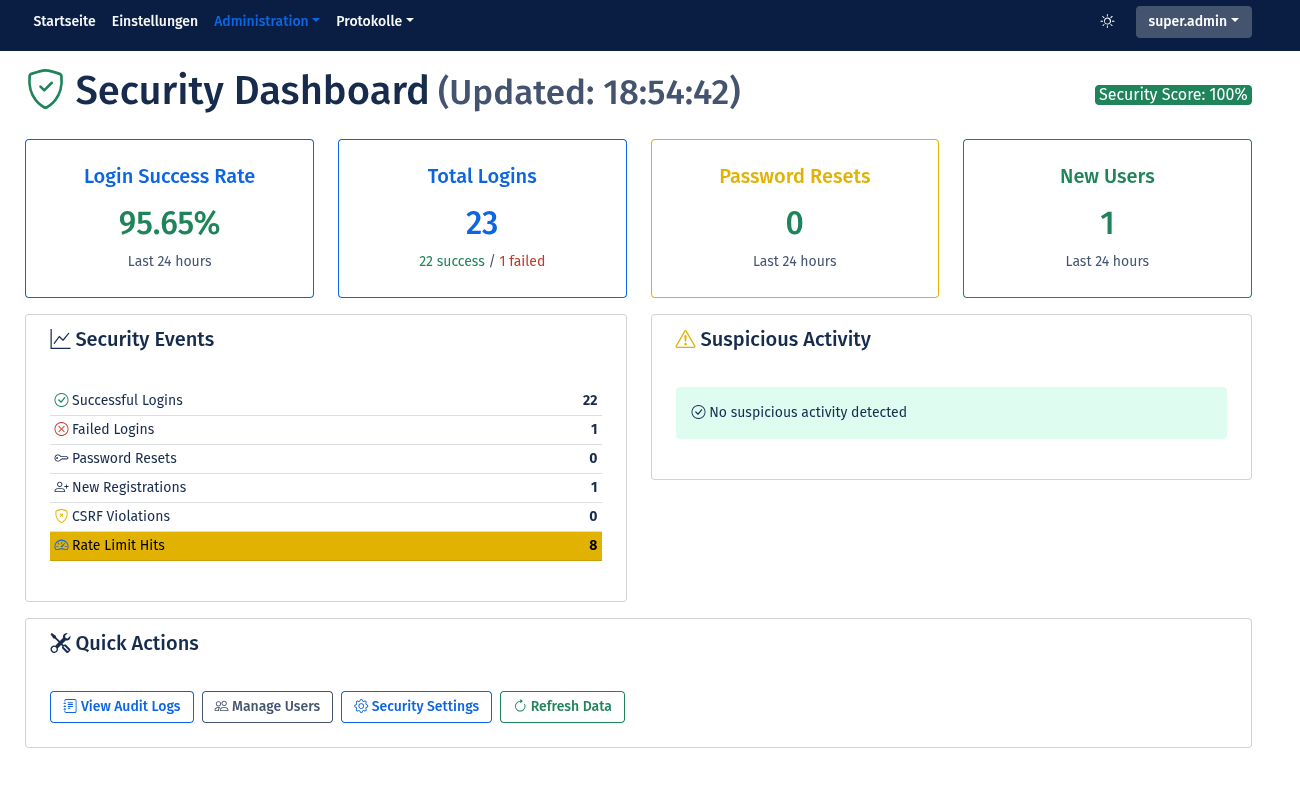 Startseite Einstellungen Administration Protokolle super.admin
Security Dashboard (Updated: 18:54:42) Security Score: 100%
Login Success Rate
95.65%
Last 24 hours
Total Logins
23
22 success / 1 failed
Password Resets
0
Last 24 hours
New Users
1
Last 24 hours
Security Events
Successful Logins 22
Failed Logins 1
Password Resets 0
New Registrations 1
CSRF Violations 0
Rate Limit Hits 8
Suspicious Activity
No suspicious activity detected
Quick Actions
View Audit Logs Manage Users Security Settings Refresh Data